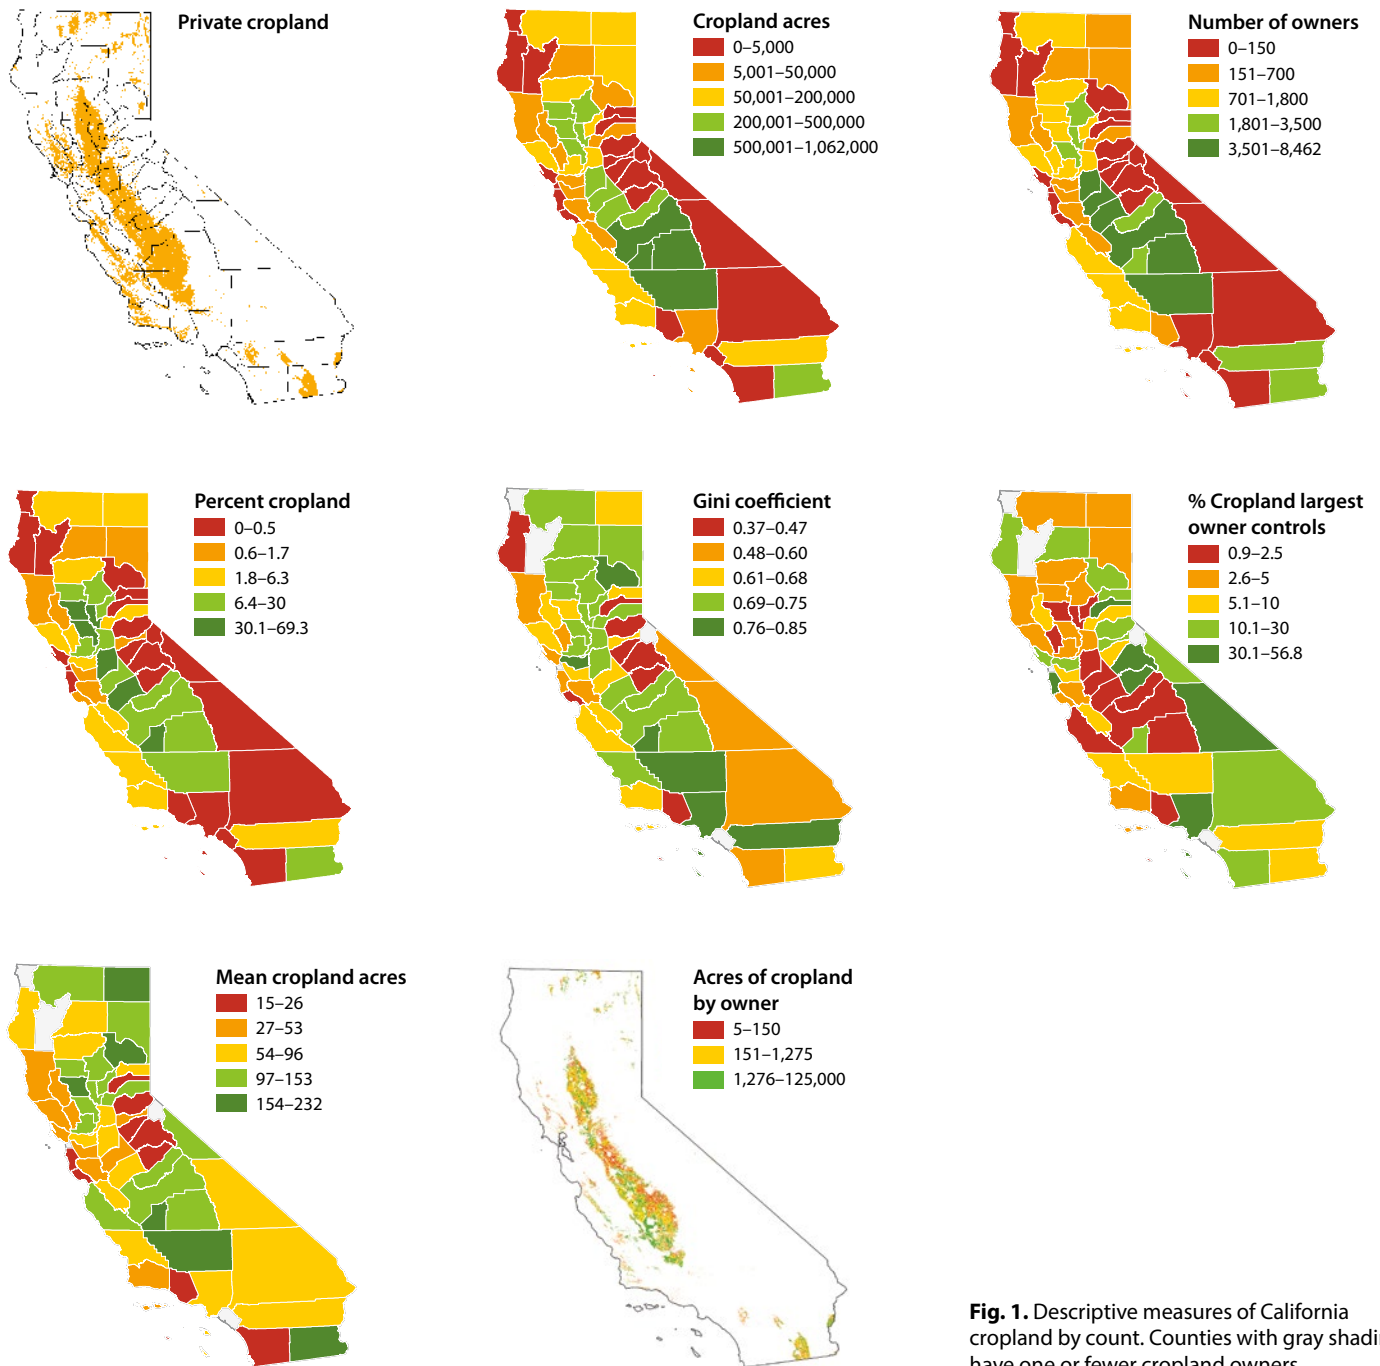 Private cropland
Cropland acres
0–5,000
5,001–50,000
50,001–200,000
200,001–500,000
500,001–1,062,000
Number of owners
0–150
151–700
701–1,800
1,801–3,500
3,501–8,462
Percent cropland
0–0.5
0.6–1.7
1.8–6.3
6.4–30
30.1–69.3
Gini coefficient
0.37–0.47
0.48–0.60
0.61–0.68
0.69–0.75
0.76–0.85
% Cropland largest
owner controls
0.9–2.5
2.6–5
5.1–10
10.1–30
30.1–56.8
Mean cropland acres
15–26
27–53
54–96
97–153
154–232
Acres of cropland
by owner
5–150
151–1,275
1,276–125,000
Fig. 1. Descriptive measures of California
cropland by count. Counties with gray shadi
have one or fewer cropland owners